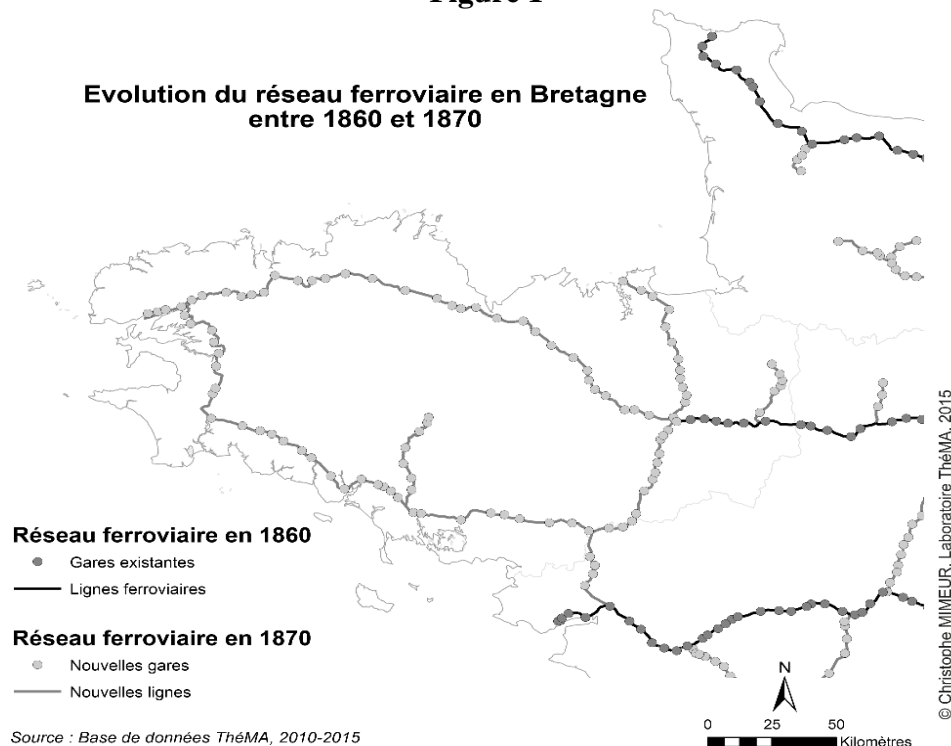 Figure 1
Evolution du réseau ferroviaire en Bretagne
entre 1860 et 1870
Réseau ferroviaire en 1860
Gares existantes
Lignes ferroviaires
Réseau ferroviaire en 1870
Nouvelles gares
Nouvelles lignes
Source : Base de données ThéMA, 2010-2015
N
0 25 50
Kilomètres
© Christophe MIMEUR, Laboratoire ThéMA, 2015